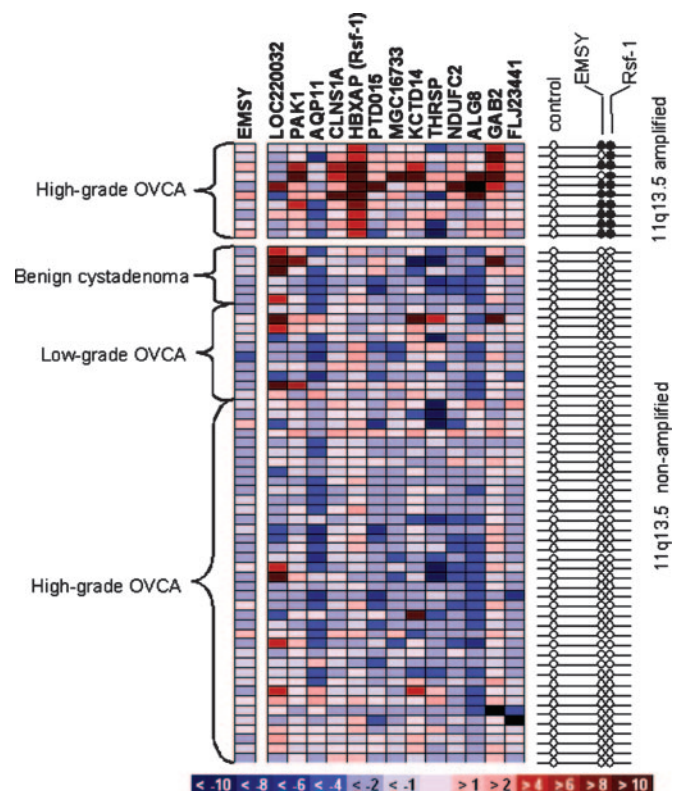 EMSY
LOC220032
PAK1
AQP11
CLNS1A
HBXAP (Rsf-1)
PTD015
MGC16733
KCTD14
THRSP
NDUFC2
ALG8
GAB2
FLJ23441
control
EMSY
Rsf-1
High-grade OVCA
11q13.5 amplified
Benign cystadenoma
Low-grade OVCA
High-grade OVCA
11q13.5 non-amplified
< -10 < -8 < -6 < -4 < -2 < -1 > 1 > 2 > 4 > 6 > 8 > 10